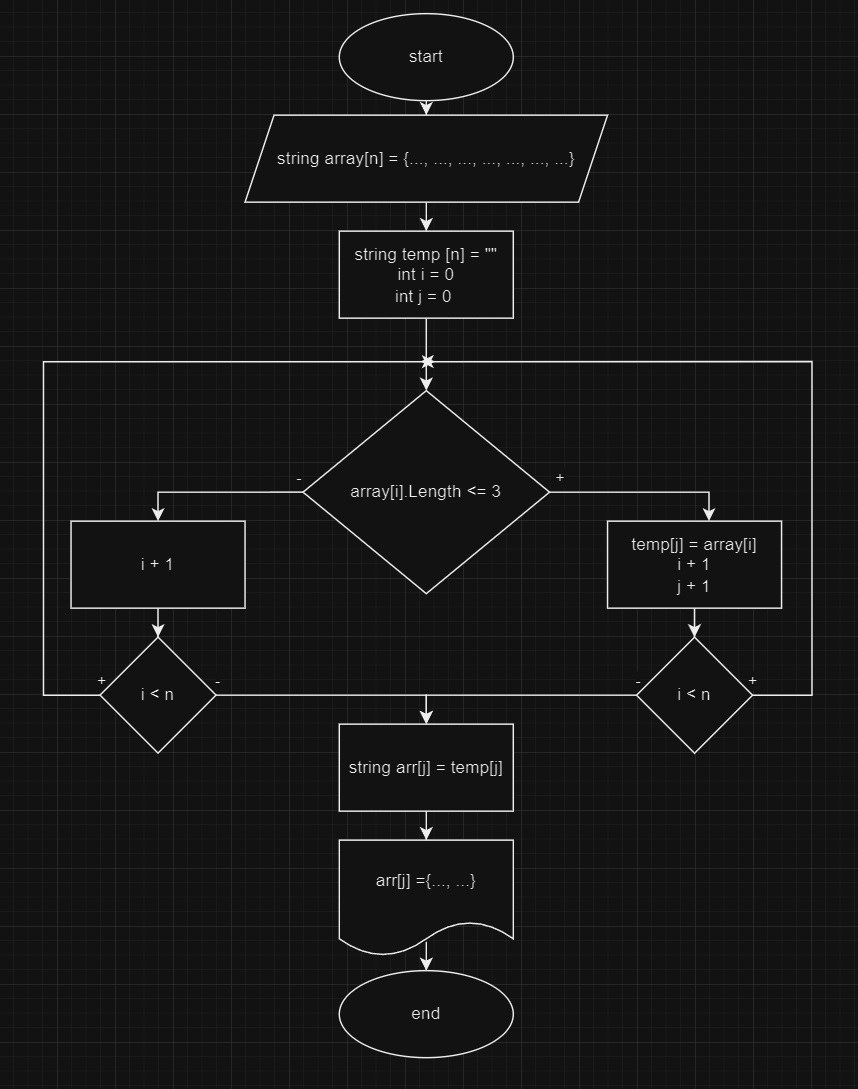 start
string array[n] = {..., ..., ..., ..., ..., ..., ...}
string temp [n] = ""
int i = 0
int j = 0
-
array[i].Length <= 3
+
i + 1
temp[j] = array[i]
i + 1
j + 1
+
i < n
-
-
i < n
+
string arr[j] = temp[j]
arr[j] ={..., ...}
end